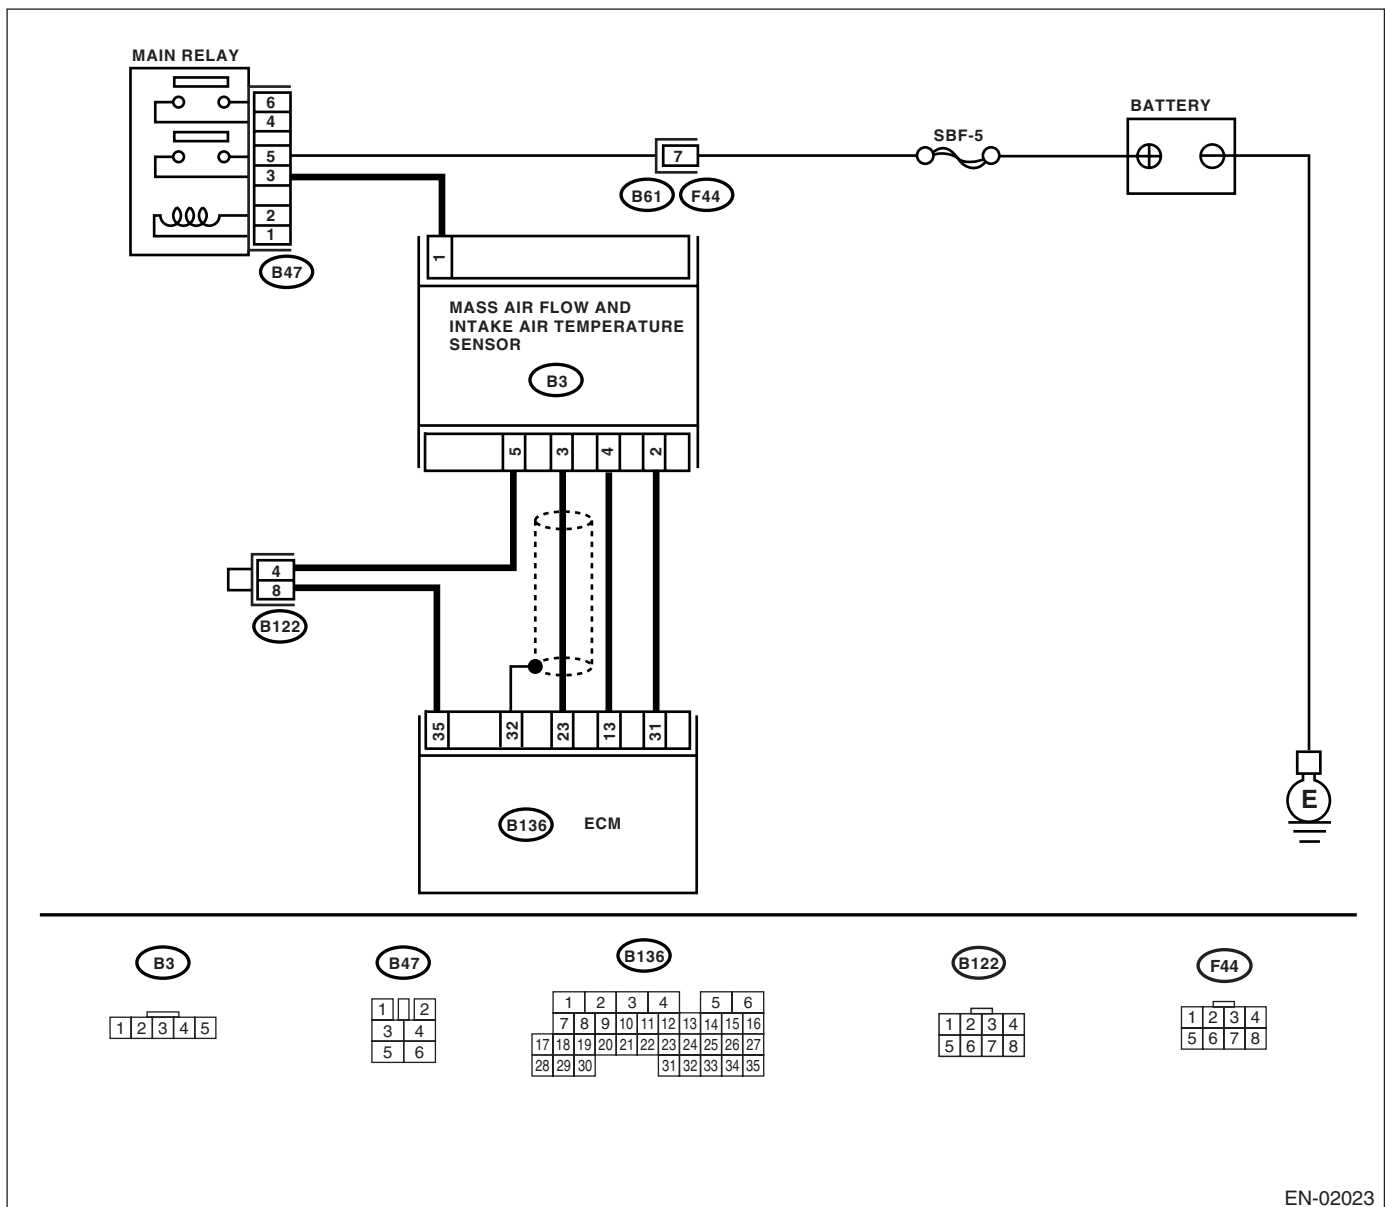 MAIN RELAY
6
4
5
3
2
1
B47
7
B61 F44
SBF-5
BATTERY
E
1
MASS AIR FLOW AND
INTAKE AIR TEMPERATURE
SENSOR
B3
5 3 4 2
4
8
B122
35 32 23 13 31
B136 ECM
B3
1 2 3 4 5
B47
1 2
3 4
5 6
B136
1 2 3 4 5 6
7 8 9 10 11 12 13 14 15 16
17 18 19 20 21 22 23 24 25 26 27
28 29 30 31 32 33 34 35
B122
1 2 3 4
5 6 7 8
F44
1 2 3 4
5 6 7 8
EN-02023